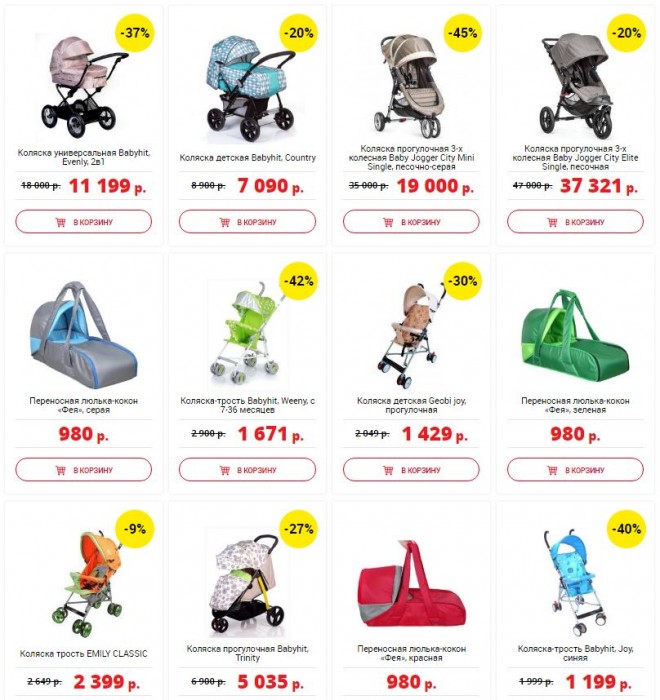 -37%
Коляска универсальная Babyhit,
Evenly, 2в1
18 000 р. 11 199 р.
В КОРЗИНУ
-20%
Коляска детская Babyhit, Country
8 900 р. 7 090 р.
В КОРЗИНУ
-45%
Коляска прогулочная 3-х
колесная Baby Jogger City Mini
Single, песочно-серая
35 000 р. 19 000 р.
В КОРЗИНУ
-20%
Коляска прогулочная 3-х
колесная Baby Jogger City Elite
Single, песочная
47 000 р. 37 321 р.
В КОРЗИНУ
Переносная люлька-кокон
«Фея», серая
980 р.
В КОРЗИНУ
-42%
Коляска-трость Babyhit, Weeny, с
7-36 месяцев
2 900 р. 1 671 р.
В КОРЗИНУ
-30%
Коляска детская Geobi joy,
прогулочная
2 049 р. 1 429 р.
В КОРЗИНУ
Переносная люлька-кокон
«Фея», зеленая
980 р.
В КОРЗИНУ
-9%
Коляска трость EMILY CLASSIC
2 649 р. 2 399 р.
-27%
Коляска прогулочная Babyhit,
Trinity
6 900 р. 5 035 р.
Переносная люлька-кокон
«Фея», красная
980 р.
-40%
Коляска-трость Babyhit, Joy,
синяя
1 999 р. 1 199 р.